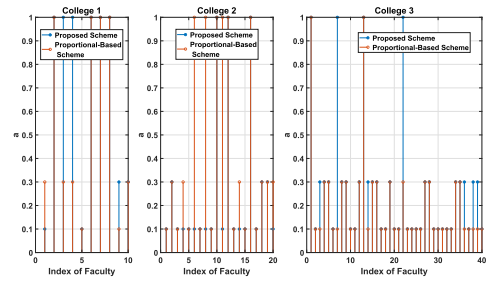 College 1
College 2
College 3
Proposed Scheme
Proportional-Based
Scheme
Proposed Scheme
Proportional-Based
Scheme
Proposed Scheme
Proportional-Based Scheme
a
1
0.9
0.8
0.7
0.6
0.5
0.4
0.3
0.2
0.1
0
0 5 10
Index of Faculty
a
1
0.9
0.8
0.7
0.6
0.5
0.4
0.3
0.2
0.1
0
0 5 10 15 20
Index of Faculty
a
1
0.9
0.8
0.7
0.6
0.5
0.4
0.3
0.2
0.1
0
0 10 20 30 40
Index of Faculty